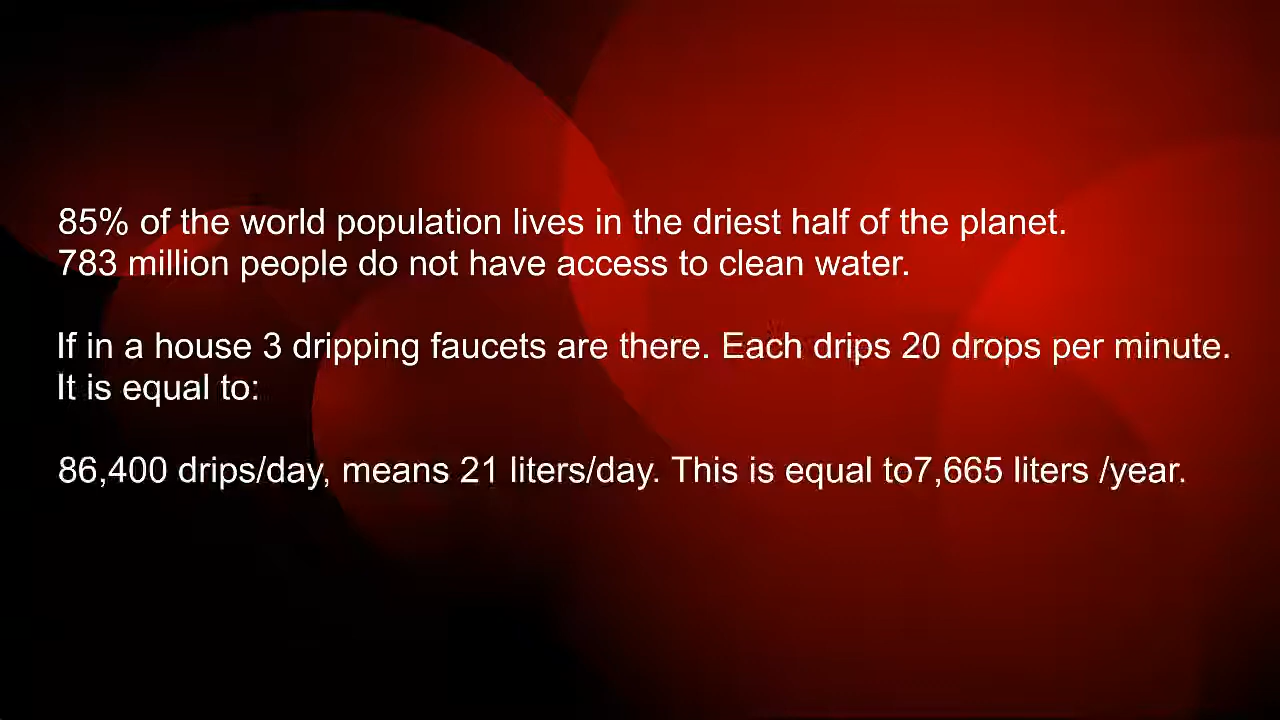 85% of the world population lives in the driest half of the planet.
783 million people do not have access to clean water.
If in a house 3 dripping faucets are there. Each drips 20 drops per minute.
It is equal to:
86,400 drips/day, means 21 liters/day. This is equal to7,665 liters /year.